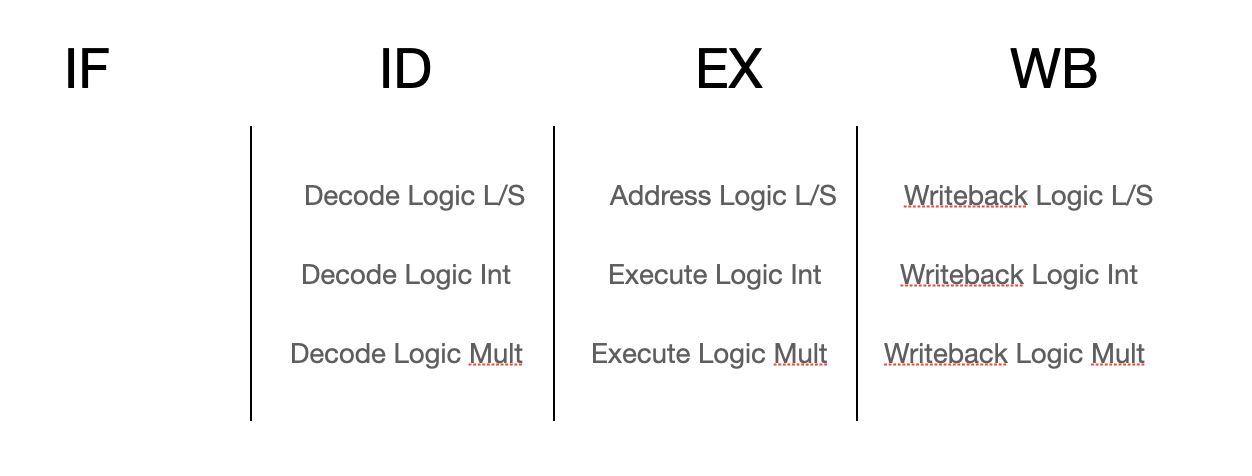 IF ID EX WB
Decode Logic L/S Address Logic L/S Writeback Logic L/S
Decode Logic Int Execute Logic Int Writeback Logic Int
Decode Logic Mult Execute Logic Mult Writeback Logic Mult